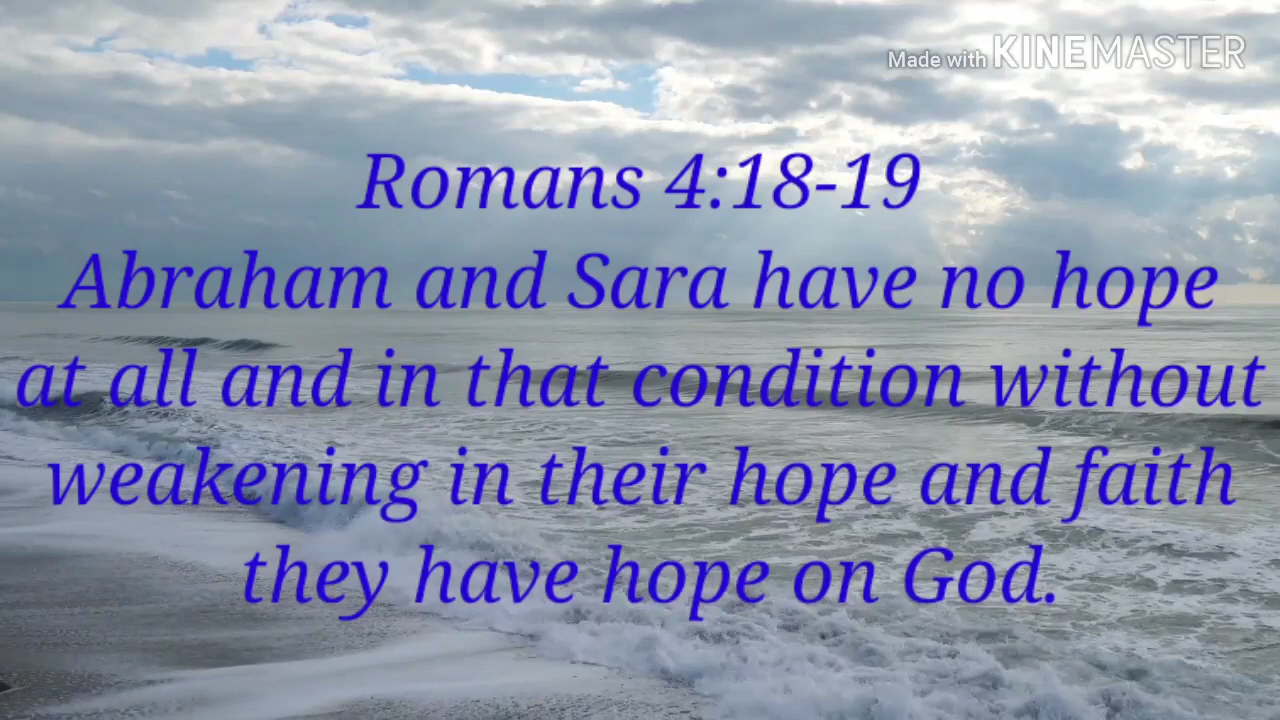 Made with KINEMASTER
Romans 4:18-19
Abraham and Sara have no hope
at all and in that condition without
weakening in their hope and faith
they have hope on God.